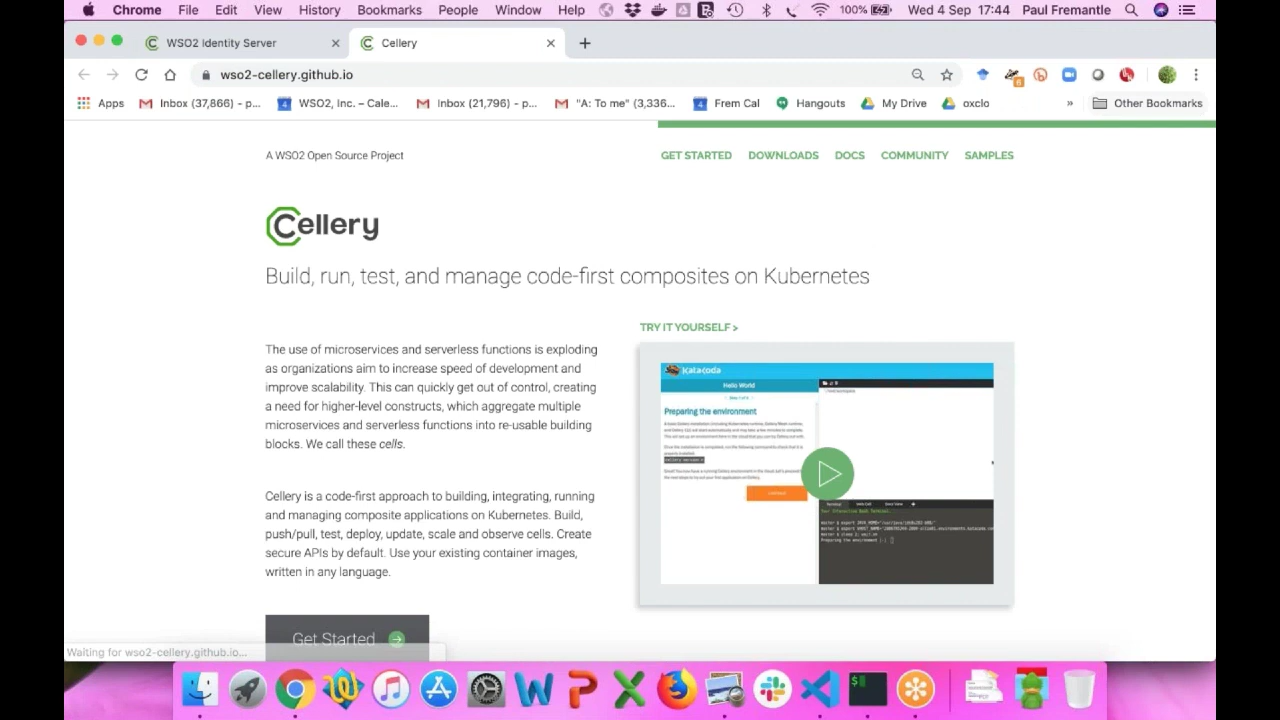 Chrome File Edit View History Bookmarks People Window Help 100% Wed 4 Sep 17:44 Paul Fremantle
WSO2 Identity Server Cellery
wso2-cellery.github.io
Apps Inbox (37,866) - p... WSO2, Inc. – Cale... Inbox (21,796) - p... "A: To me" (3,336... Frem Cal Hangouts My Drive oxclo » Other Bookmarks
A WSO2 Open Source Project
GET STARTED DOWNLOADS DOCS COMMUNITY SAMPLES
Cellery
Build, run, test, and manage code-first composites on Kubernetes
TRY IT YOURSELF >
The use of microservices and serverless functions is exploding
as organizations aim to increase speed of development and
improve scalability. This can quickly get out of control, creating
a need for higher-level constructs, which aggregate multiple
microservices and serverless functions into re-usable building
blocks. We call these cells.
Cellery is a code-first approach to building, integrating, running
and managing composite applications on Kubernetes. Build,
push/pull, test, deploy, update, scale and observe cells. Create
secure APIs by default. Use your existing container images,
written in any language.
Katacoda
Hello World
Preparing the environment
Get Started
Waiting for wso2-cellery.github.io...